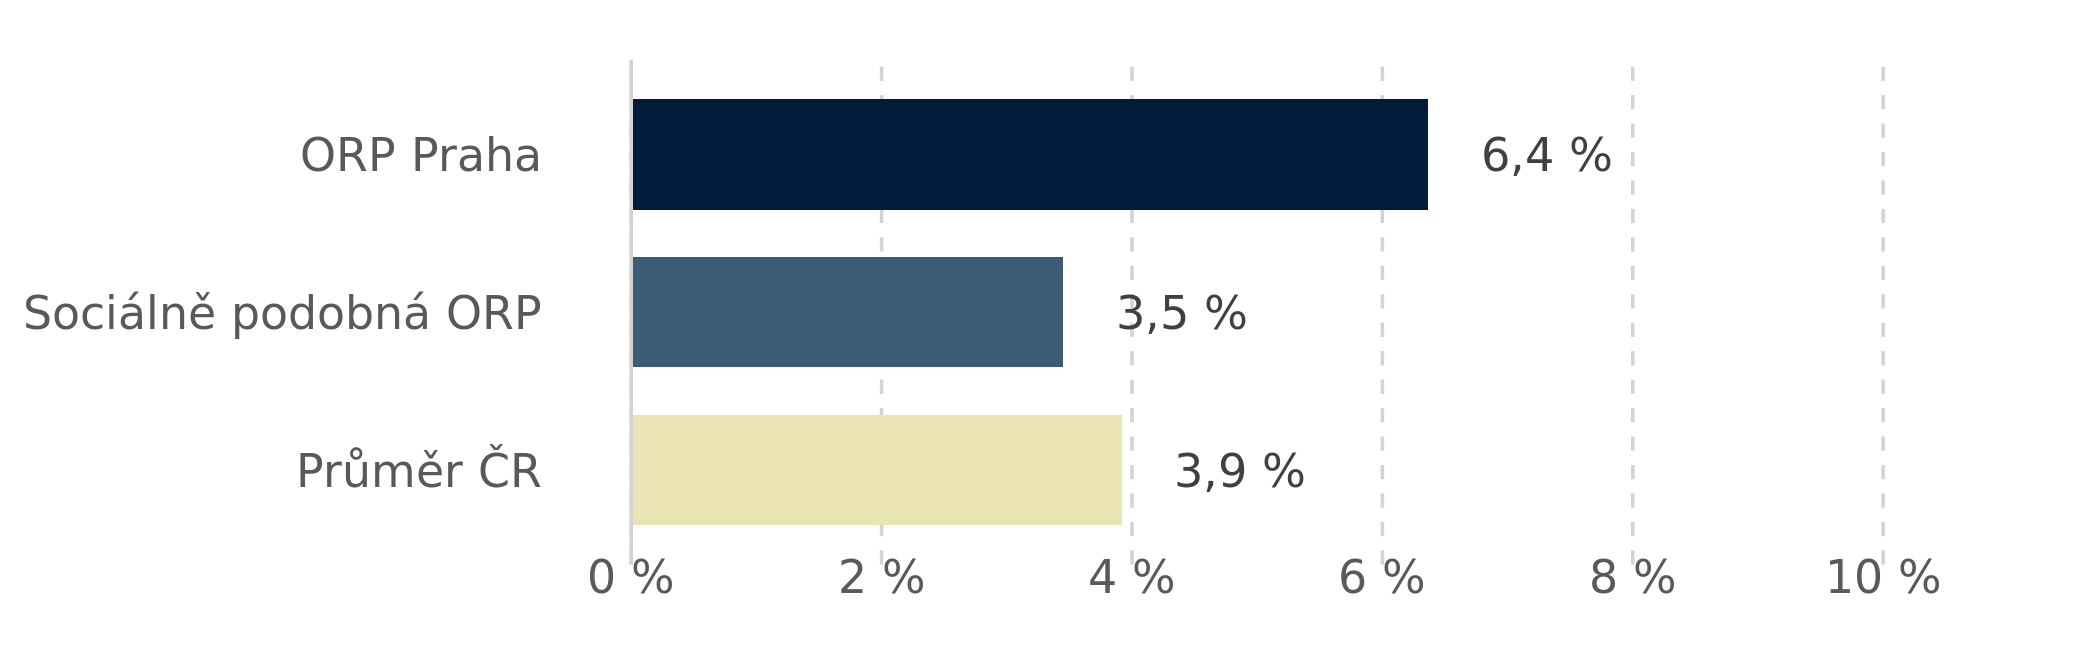 ORP Praha
6,4 %
Sociálně podobná ORP
3,5 %
Průměr ČR
3,9 %
0 % 2 % 4 % 6 % 8 % 10 %